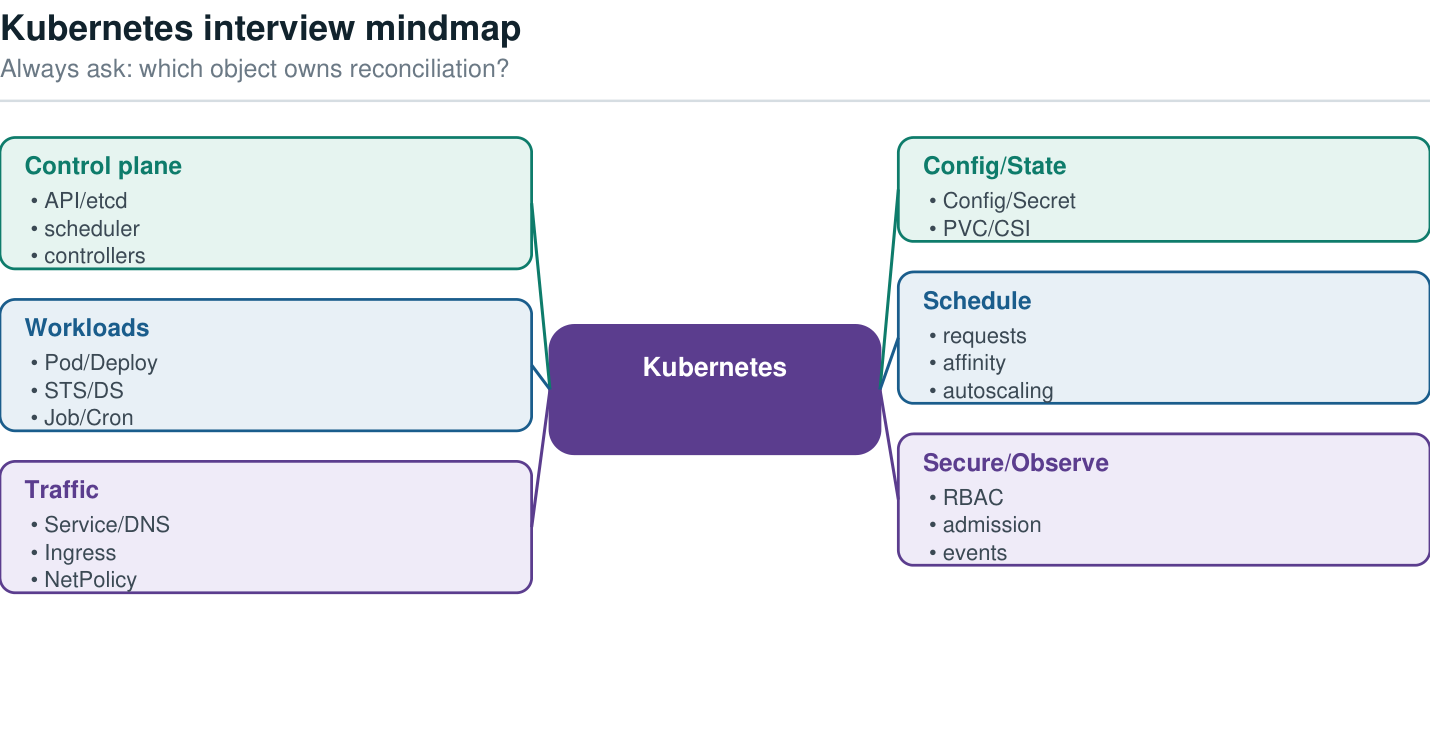 Kubernetes interview mindmap
Always ask: which object owns reconciliation?
Control plane
• API/etcd
• scheduler
• controllers
Workloads
• Pod/Deploy
• STS/DS
• Job/Cron
Traffic
• Service/DNS
• Ingress
• NetPolicy
Kubernetes
Config/State
• Config/Secret
• PVC/CSI
Schedule
• requests
• affinity
• autoscaling
Secure/Observe
• RBAC
• admission
• events